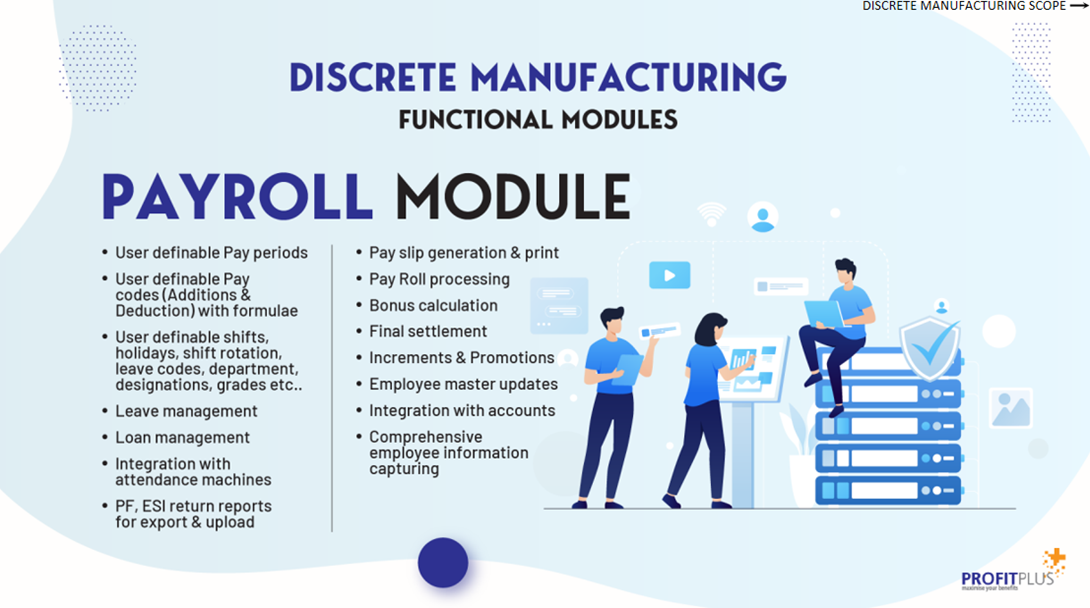 DISCRETE MANUFACTURING SCOPE
DISCRETE MANUFACTURING
FUNCTIONAL MODULES
PAYROLL MODULE
• User definable Pay periods
• User definable Pay
codes (Additions &
Deduction) with formulae
• User definable shifts,
holidays, shift rotation,
leave codes, department,
designations, grades etc..
• Leave management
• Loan management
• Integration with
attendance machines
• PF, ESI return reports
for export & upload
• Pay slip generation & print
• Pay Roll processing
• Bonus calculation
• Final settlement
• Increments & Promotions
• Employee master updates
• Integration with accounts
• Comprehensive
employee information
capturing
PROFITPLUS
maximise your benefits